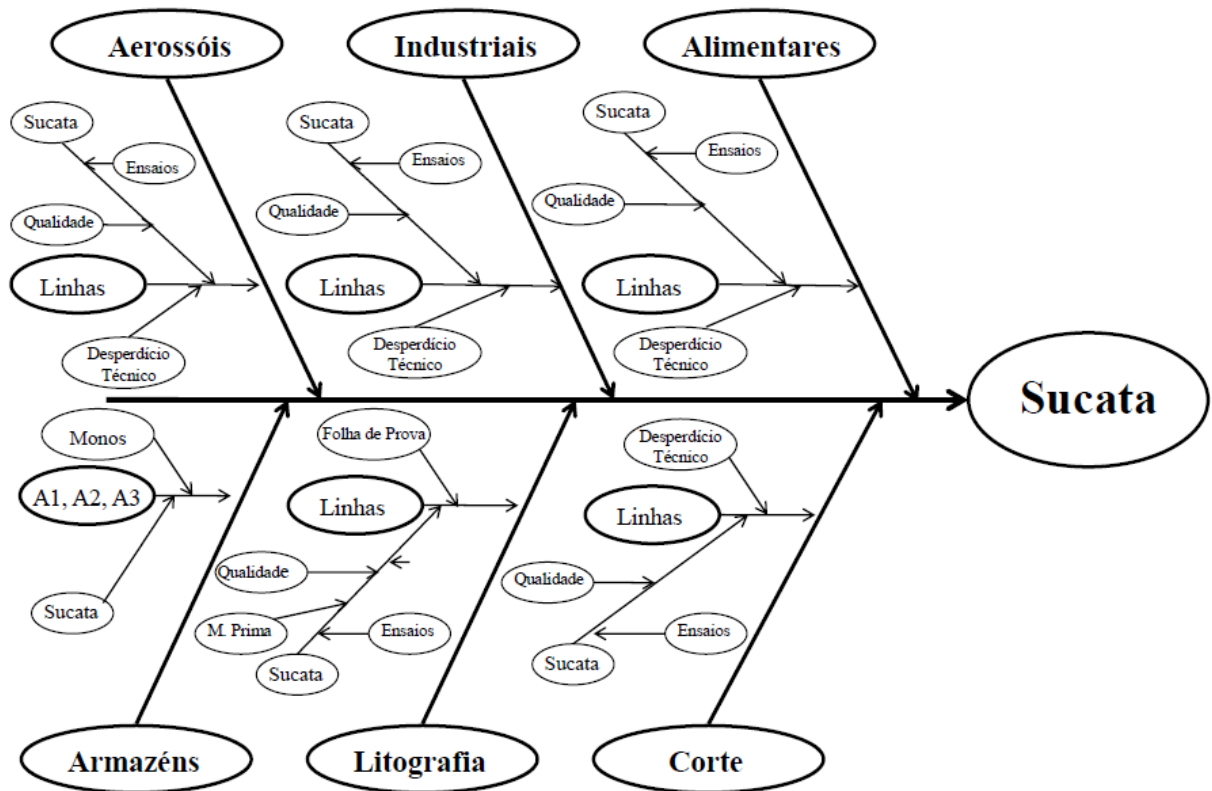 Aerossóis
Industriais
Alimentares
Sucata
Ensaios
Qualidade
Linhas
Desperdício
Técnico
Sucata
Ensaios
Qualidade
Linhas
Desperdício
Técnico
Sucata
Ensaios
Qualidade
Linhas
Desperdício
Técnico
Sucata
Monos
A1, A2, A3
Sucata
Folha de Prova
Linhas
Qualidade
M. Prima
Ensaios
Sucata
Desperdício
Técnico
Linhas
Qualidade
Ensaios
Sucata
Armazéns
Litografia
Corte